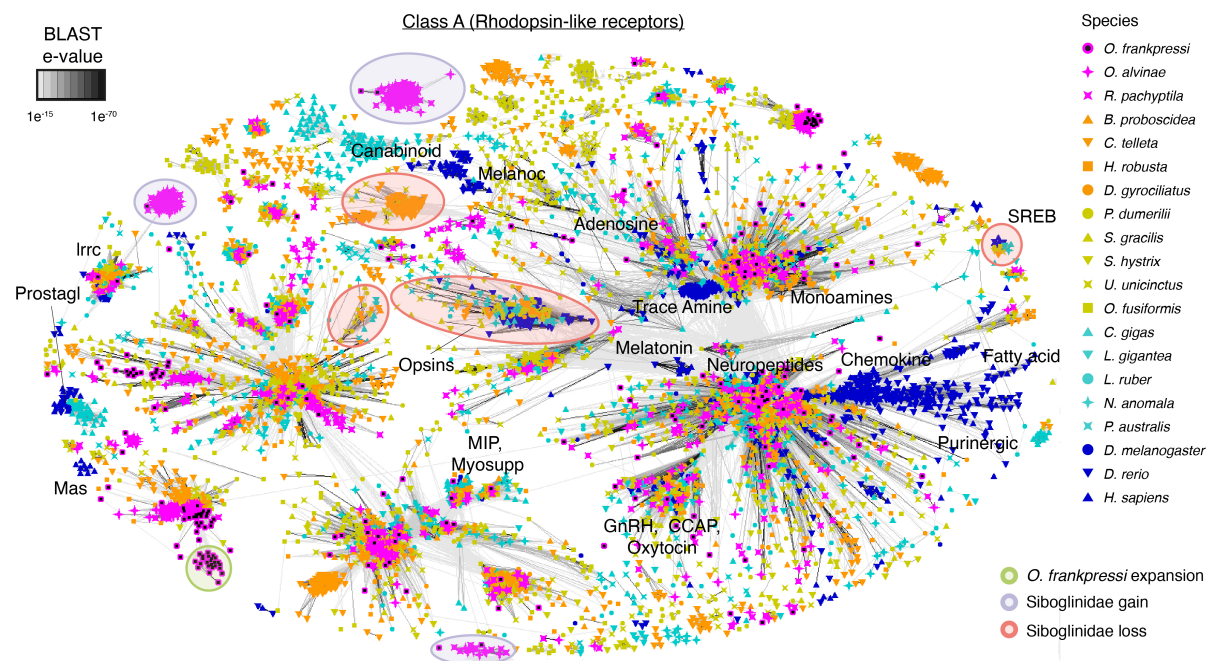 Class A (Rhodopsin-like receptors)
BLAST
e-value
1e-15
1e-70
Canabinoid
Melanoc
Adenosine
SREB
lrrc
Prostagl
Trace Amine
Monoamines
Opsins
Melatonin
Neuropeptides
Chemokine
Fatty acid
MIP,
Myosupp
Purinergic
Mas
GnRH, CCAP,
Oxytocin
Species
O. frankpressi
O. alvinae
R. pachyptila
B. proboscidea
C. telleta
H. robusta
D. gyrociliatus
P. dumerilii
S. gracilis
S. hystrix
U. unicinctus
O. fusiformis
C. gigas
L. gigantea
L. ruber
N. anomala
P. australis
D. melanogaster
D. rerio
H. sapiens
O. frankpressi expansion
Siboglinidae gain
Siboglinidae loss